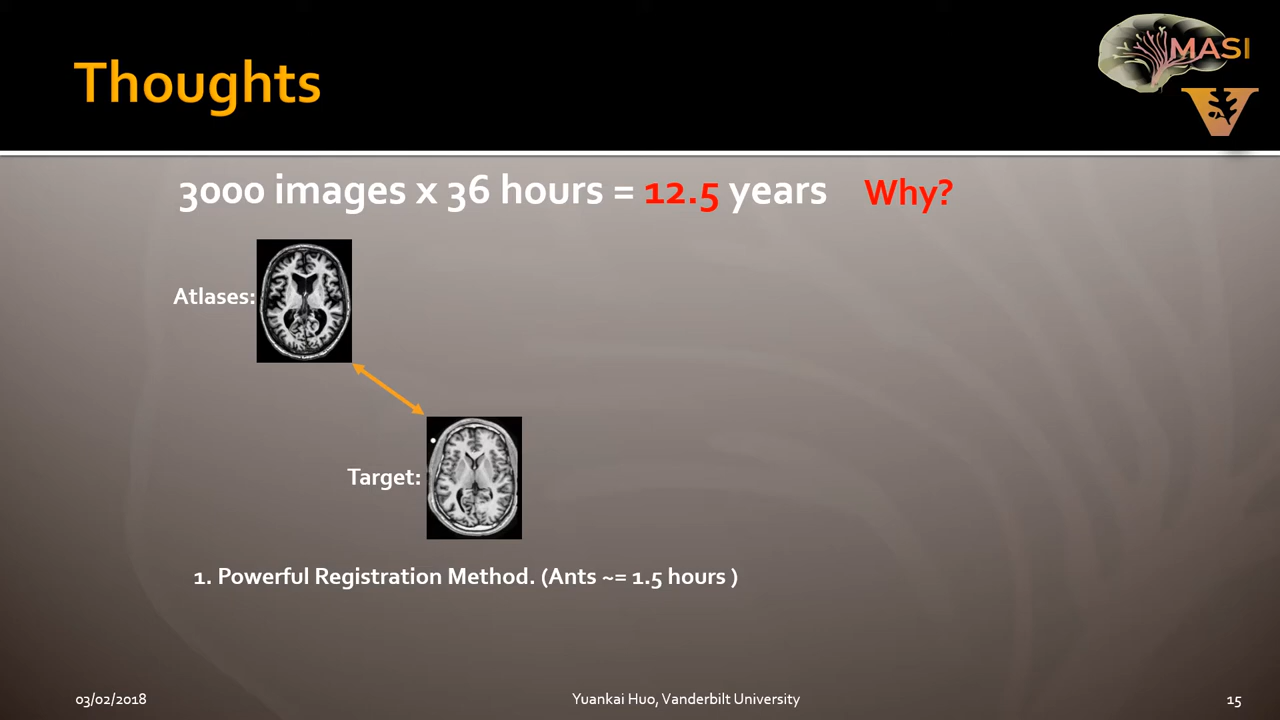 Thoughts
MASI
V
3000 images x 36 hours = 12.5 years Why?
Atlases:
Target:
1. Powerful Registration Method. (Ants ~= 1.5 hours )
03/02/2018
Yuankai Huo, Vanderbilt University
15